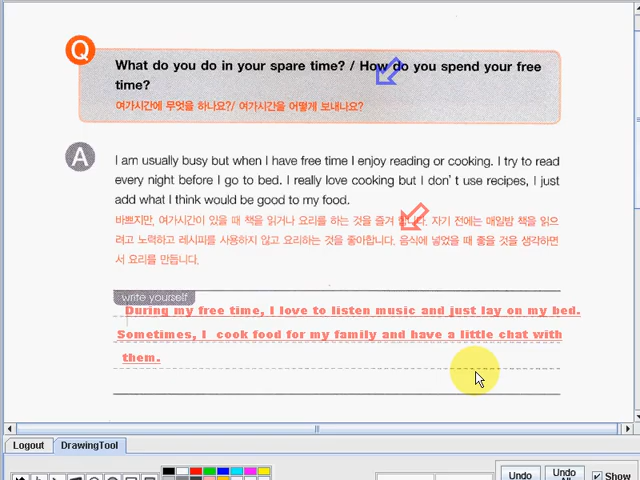 Q
What do you do in your spare time? / How do you spend your free
time?
여가시간에 무엇을 하나요?/ 여가시간을 어떻게 보내나요?
A
I am usually busy but when I have free time I enjoy reading or cooking. I try to read
every night before I go to bed. I really love cooking but I don't use recipes, I just
add what I think would be good to my food.
바쁘지만, 여가시간이 있을 때 책을 읽거나 요리를 하는 것을 즐겨 합니다. 자기 전에는 매일밤 책을 읽으
려고 노력하고 레시피를 사용하지 않고 요리하는 것을 좋아합니다. 음식에 넣었을 때 좋을 것을 생각하면
서 요리를 만듭니다.
write yourself
During my free time, I love to listen music and just lay on my bed.
Sometimes, I cook food for my family and have a little chat with
them.
Logout
DrawingTool
Undo
Undo
All
Show